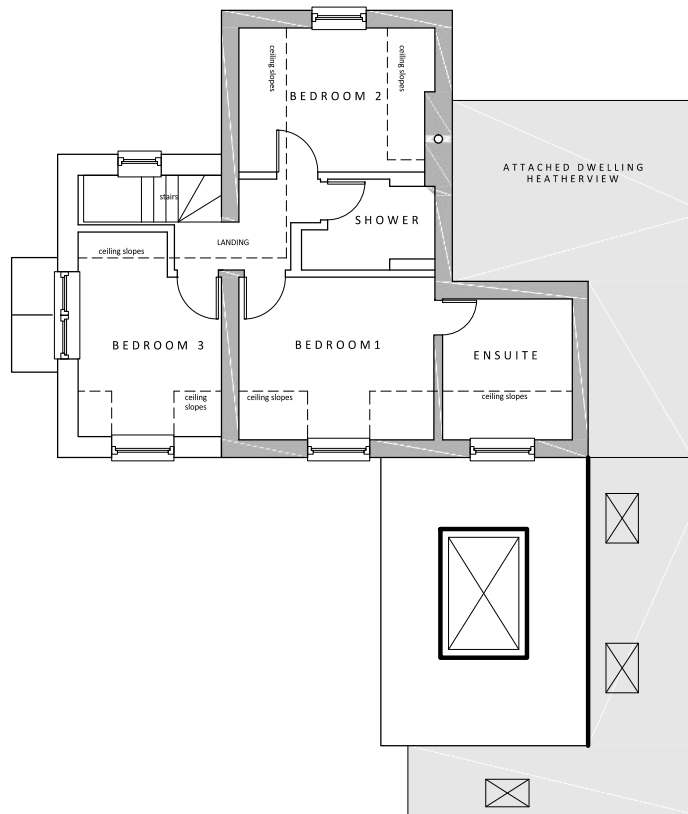 ceiling slopes
ceiling slopes
BEDROOM 2
ATTACHED DWELLING
HEATHERVIEW
stairs
SHOWER
LANDING
ceiling slopes
BEDROOM 3
BEDROOM1
ENSUITE
ceiling
slopes
ceiling slopes
ceiling slopes